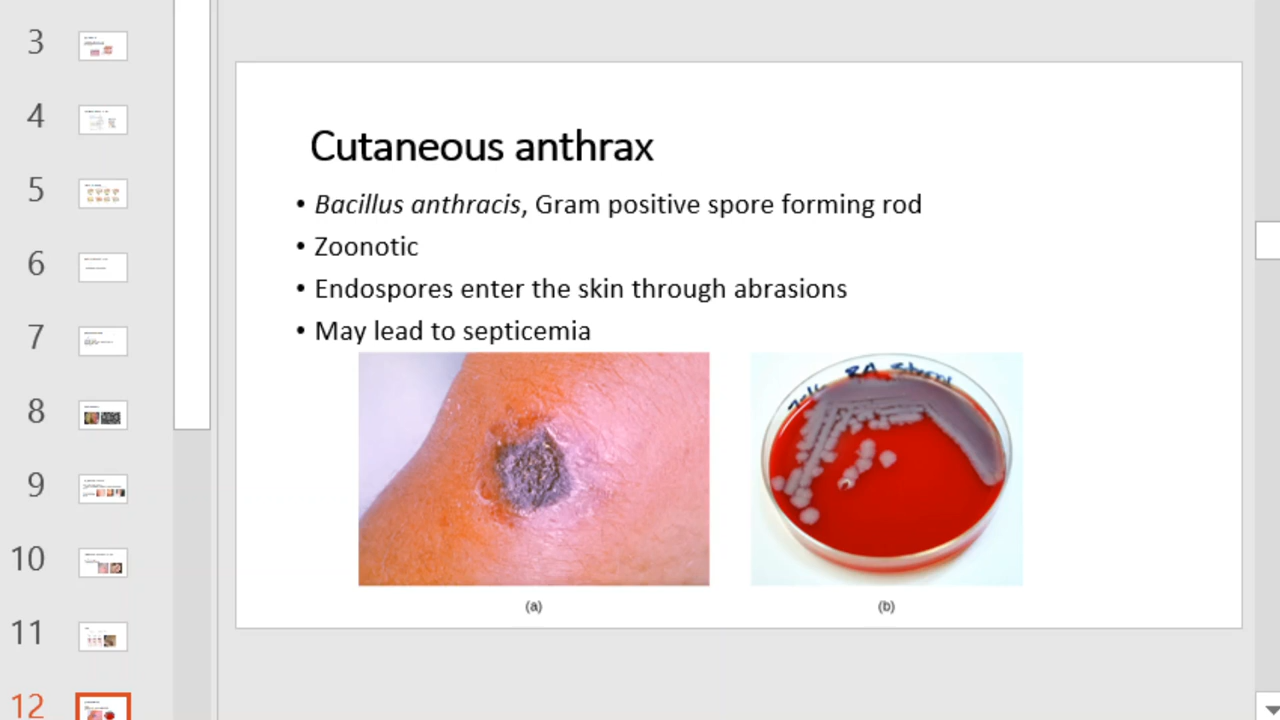 3
4
5
6
7
8
9
10
11
12
Cutaneous anthrax
• Bacillus anthracis, Gram positive spore forming rod
• Zoonotic
• Endospores enter the skin through abrasions
• May lead to septicemia
(a)
(b)